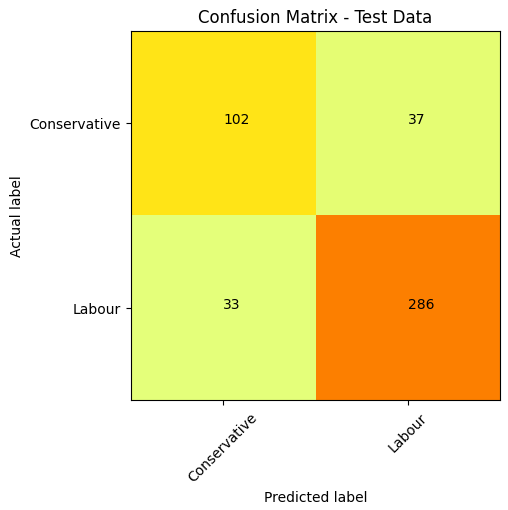 Confusion Matrix - Test Data
Actual label
Conservative
102
37
Labour
33
286
Conservative
Labour
Predicted label